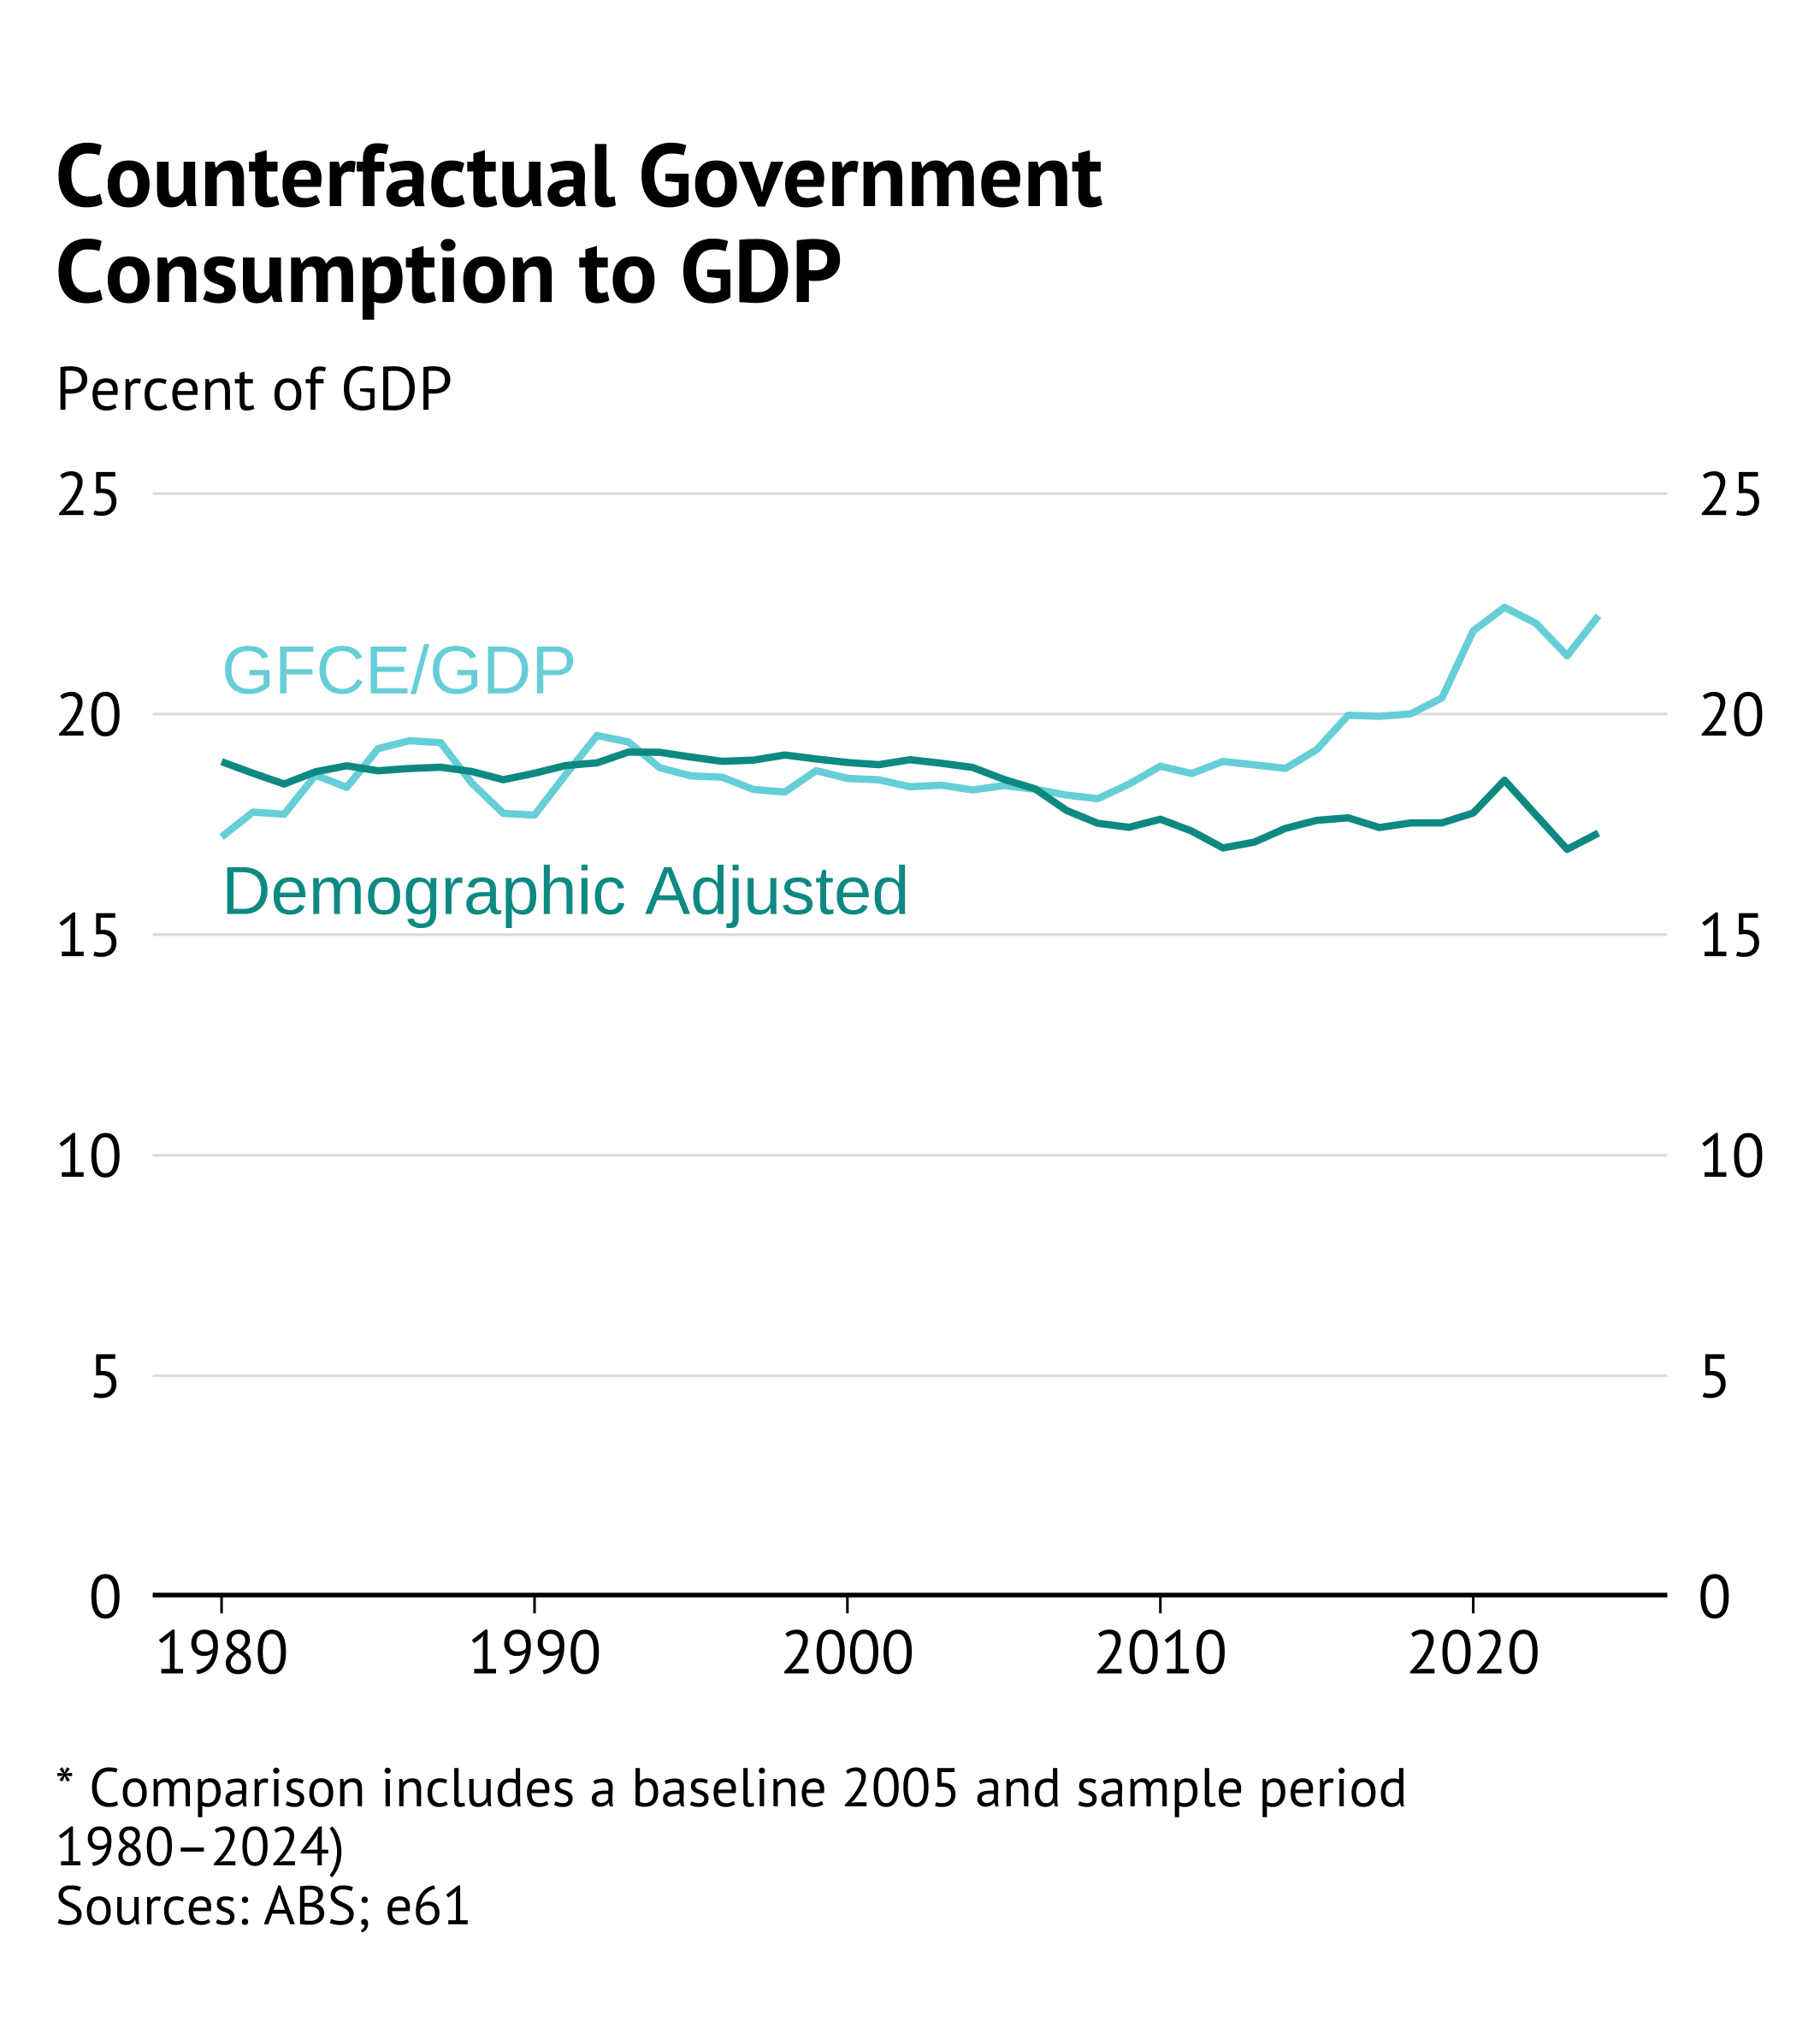 Counterfactual Government
Consumption to GDP
Percent of GDP
25 25
GFCE/GDP
20 20
Demographic Adjusted
15 15
10 10
5 5
0 0
1980 1990 2000 2010 2020
* Comparison includes a baseline 2005 and sample period
1980–2024)
Sources: ABS; e61